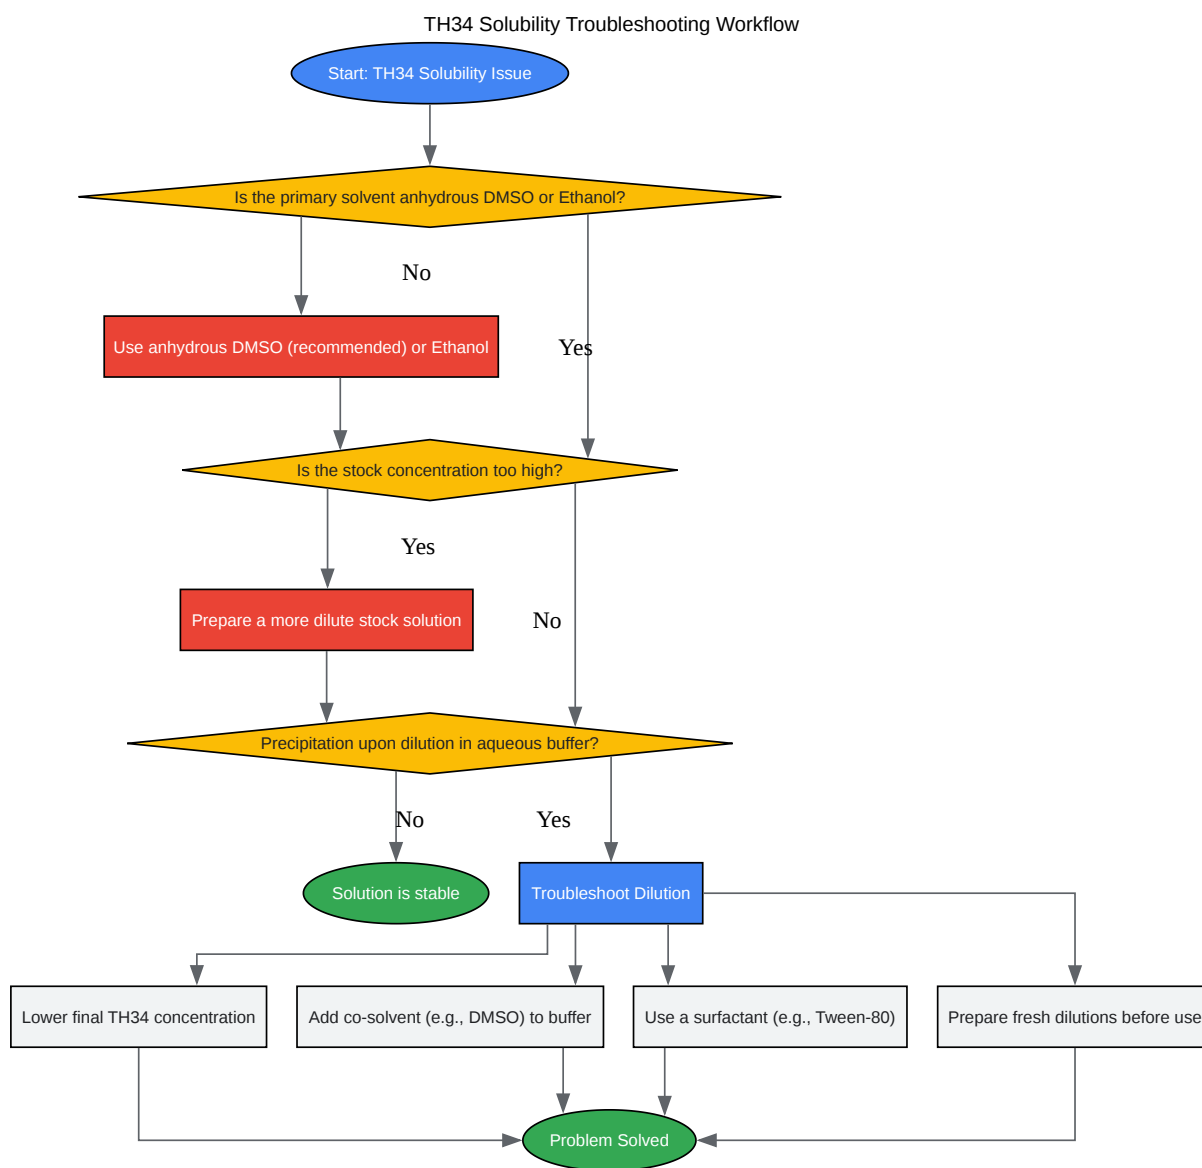 TH34 Solubility Troubleshooting Workflow
Start: TH34 Solubility Issue
Is the primary solvent anhydrous DMSO or Ethanol?
No
Use anhydrous DMSO (recommended) or Ethanol
Yes
Is the stock concentration too high?
Yes
Prepare a more dilute stock solution
No
Precipitation upon dilution in aqueous buffer?
No
Yes
Solution is stable
Troubleshoot Dilution
Lower final TH34 concentration
Add co-solvent (e.g., DMSO) to buffer
Use a surfactant (e.g., Tween-80)
Prepare fresh dilutions before use
Problem Solved